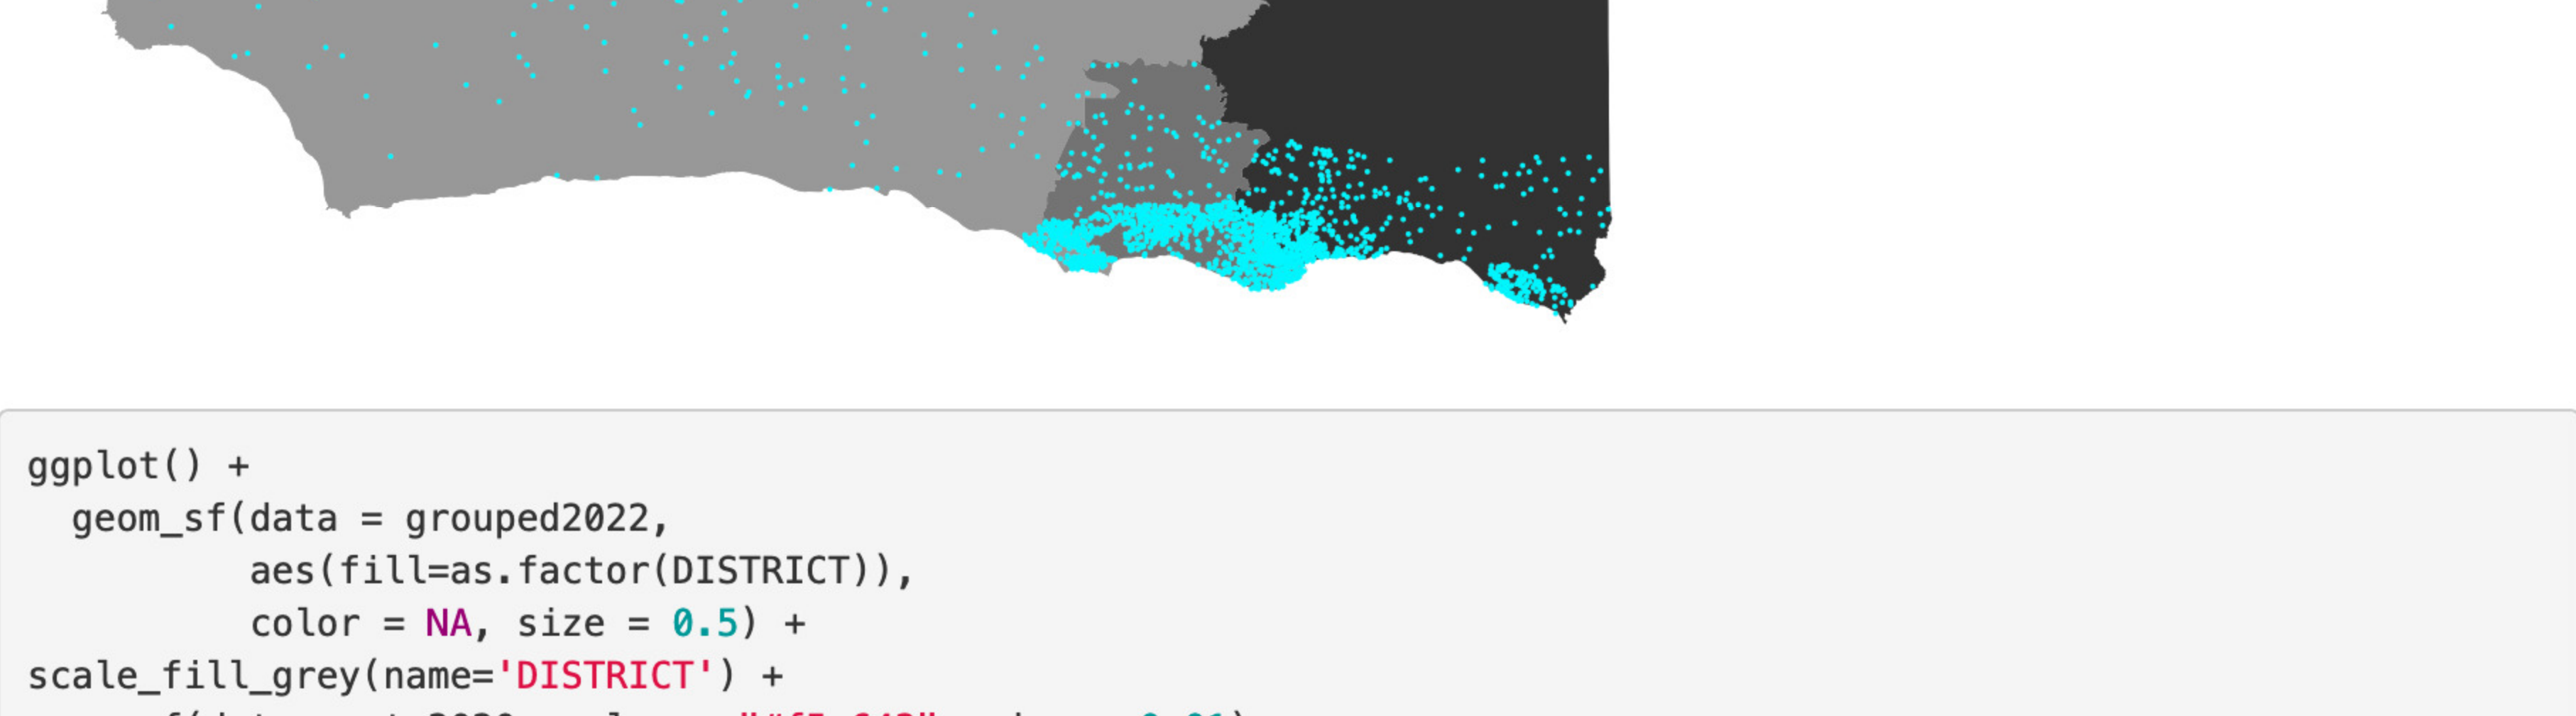 ggplot() +
  geom_sf(data = grouped2022,
          aes(fill=as.factor(DISTRICT)),
          color = NA, size = 0.5) +
scale_fill_grey(name='DISTRICT') +